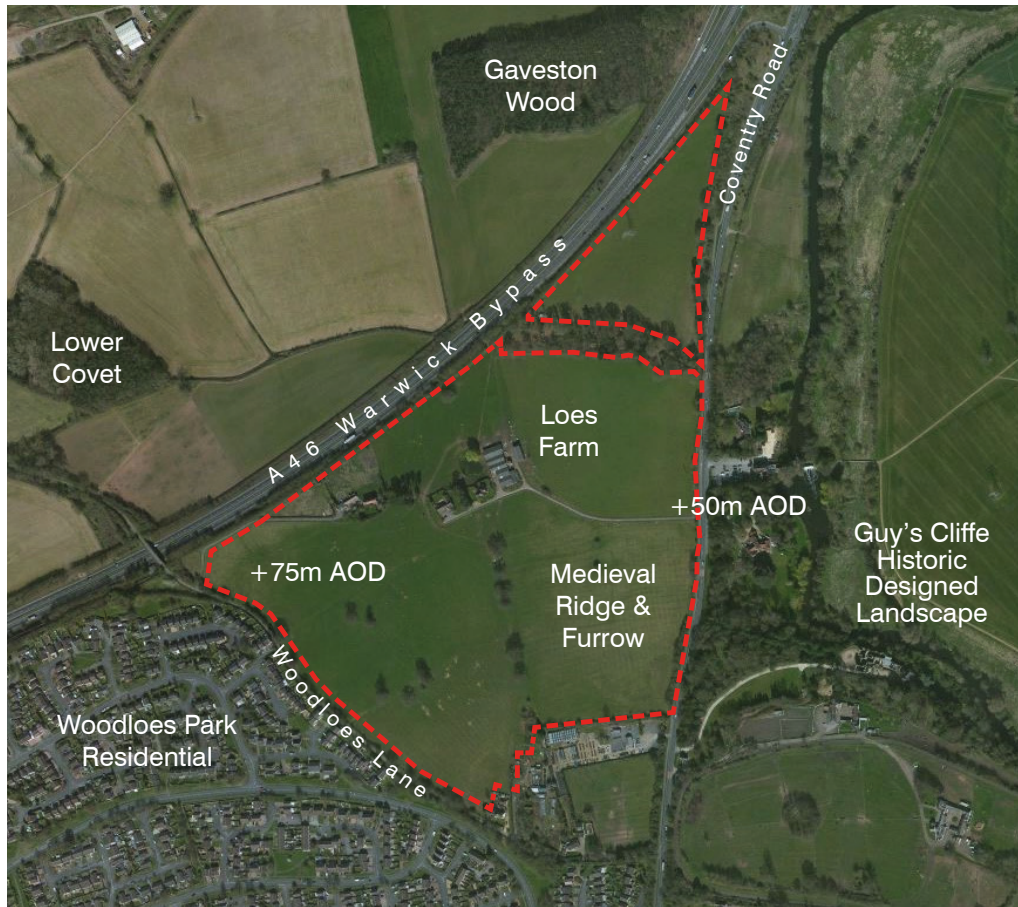 Gaveston
Wood
Coventry Road
A46 Warwick Bypass
Lower
Covet
Loes
Farm
+50m AOD
Guy's Cliffe
Historic
Designed
Landscape
+75m AOD
Medieval
Ridge &
Furrow
Woodloes Lane
Woodloes Park
Residential